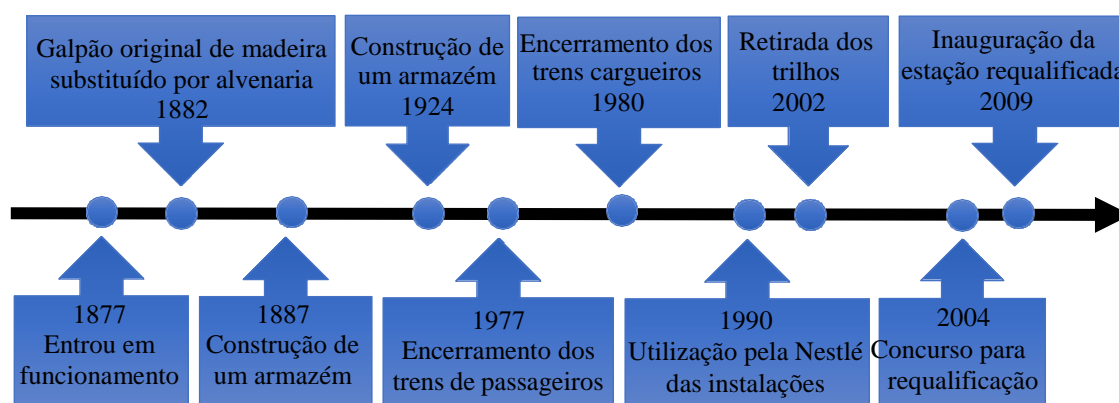 Galpão original de madeira
substituído por alvenaria
1882
Construção de
um armazém
1924
Encerramento dos
trens cargueiros
1980
Retirada dos
trilhos
2002
Inauguração da
estação requalificada
2009
1877
Entrou em
funcionamento
1887
Construção de
um armazém
1977
Encerramento dos
trens de passageiros
1990
Utilização pela Nestlé
das instalações
2004
Concurso para
requalificação